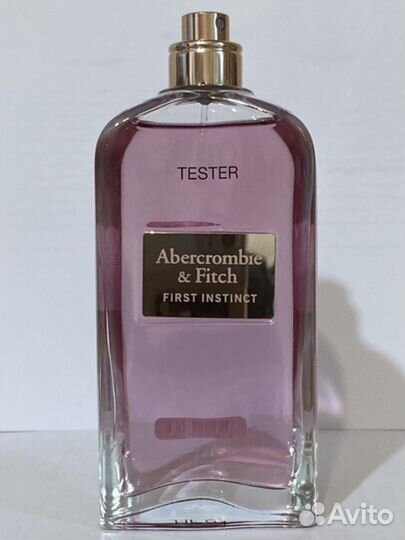 TESTER
Abercrombie
& Fitch
FIRST INSTINCT
Avito